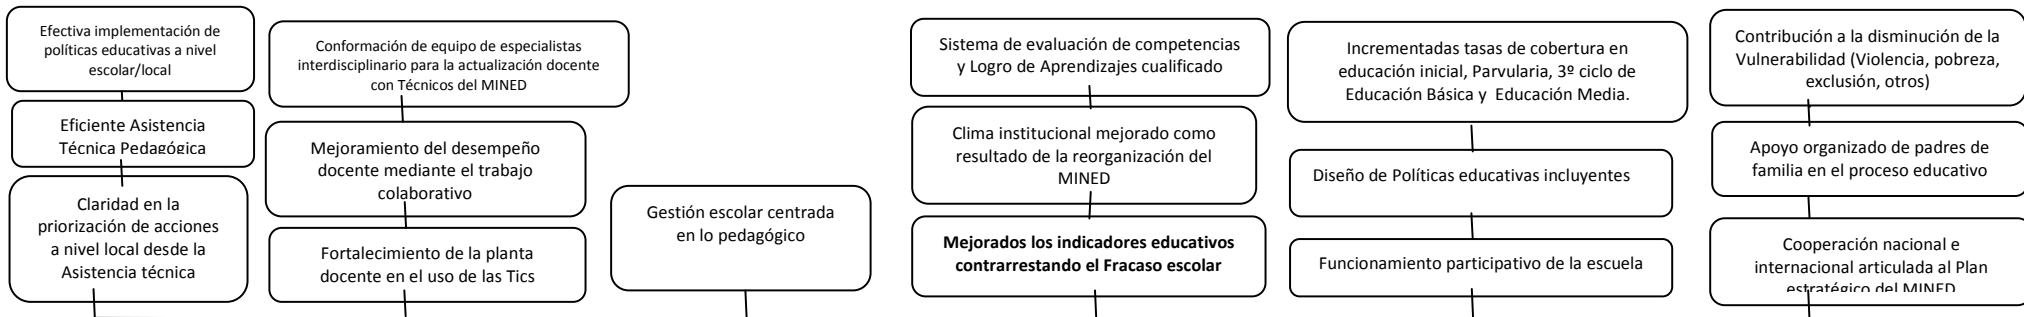 Efectiva implementación de
políticas educativas a nivel
escolar/local
Eficiente Asistencia
Técnica Pedagógica
Claridad en la
priorización de acciones
a nivel local desde la
Asistencia técnica
Conformación de equipo de especialistas
interdisciplinario para la actualización docente
con Técnicos del MINED
Mejoramiento del desempeño
docente mediante el trabajo
colaborativo
Fortalecimiento de la planta
docente en el uso de las Tics
Gestión escolar centrada
en lo pedagógico
Sistema de evaluación de competencias
y Logro de Aprendizajes cualificado
Clima institucional mejorado como
resultado de la reorganización del
MINED
Mejorados los indicadores educativos
contrarrestando el Fracaso escolar
Incrementadas tasas de cobertura en
educación inicial, Parvularia, 3º ciclo de
Educación Básica y Educación Media.
Diseño de Políticas educativas incluyentes
Funcionamiento participativo de la escuela
Contribución a la disminución de la
Vulnerabilidad (Violencia, pobreza,
exclusión, otros)
Apoyo organizado de padres de
familia en el proceso educativo
Cooperación nacional e
internacional articulada al Plan
estratégico del MINED